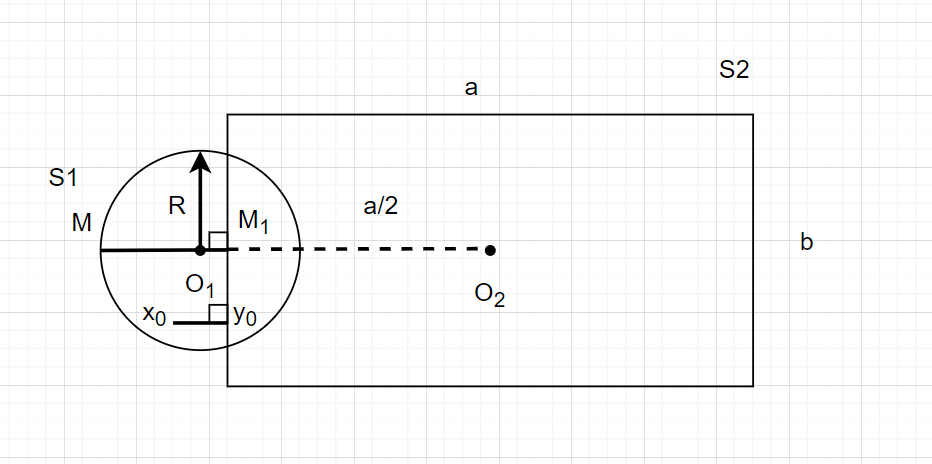 S2
a
S1
M
R
M₁
a/2
b
O₁
O₂
x₀
y₀